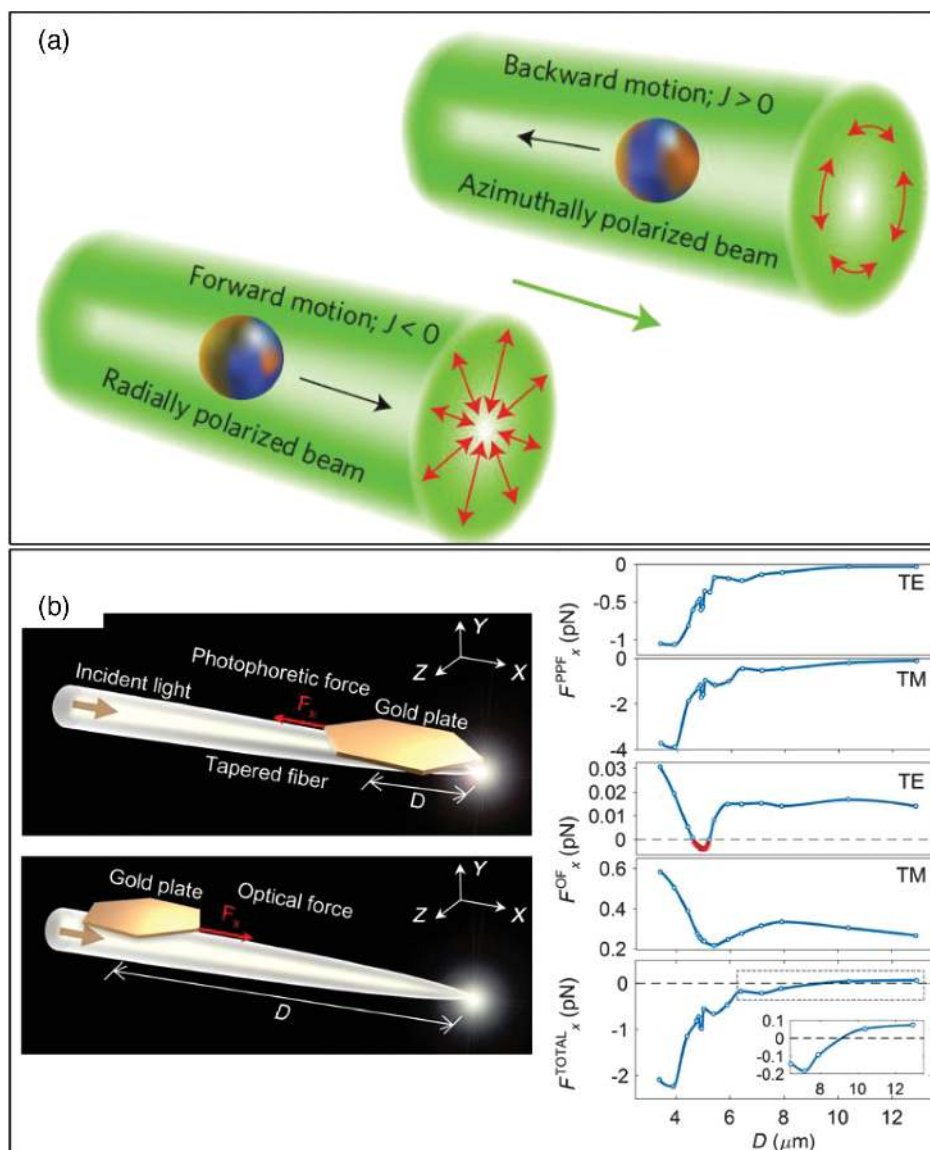 (a)
Backward motion; J > 0
Azimuthally polarized beam
Forward motion; J < 0
Radially polarized beam
(b)
Incident light
Photophoretic force
Fx
Gold plate
Tapered fiber
D
Y
Z
X
Gold plate
Optical force
Fx
D
Y
Z
X
F^PPF_x (pN)
0
-0.5
-1
TE
0
-2
-4
TM
F^OF_x (pN)
0.03
0.02
0.01
0
TE
0.6
0.4
0.2
TM
F^TOTAL_x (pN)
0
-1
-2
0.1
0
-0.1
-0.2
8
10
12
4
6
8
10
12
D (μm)